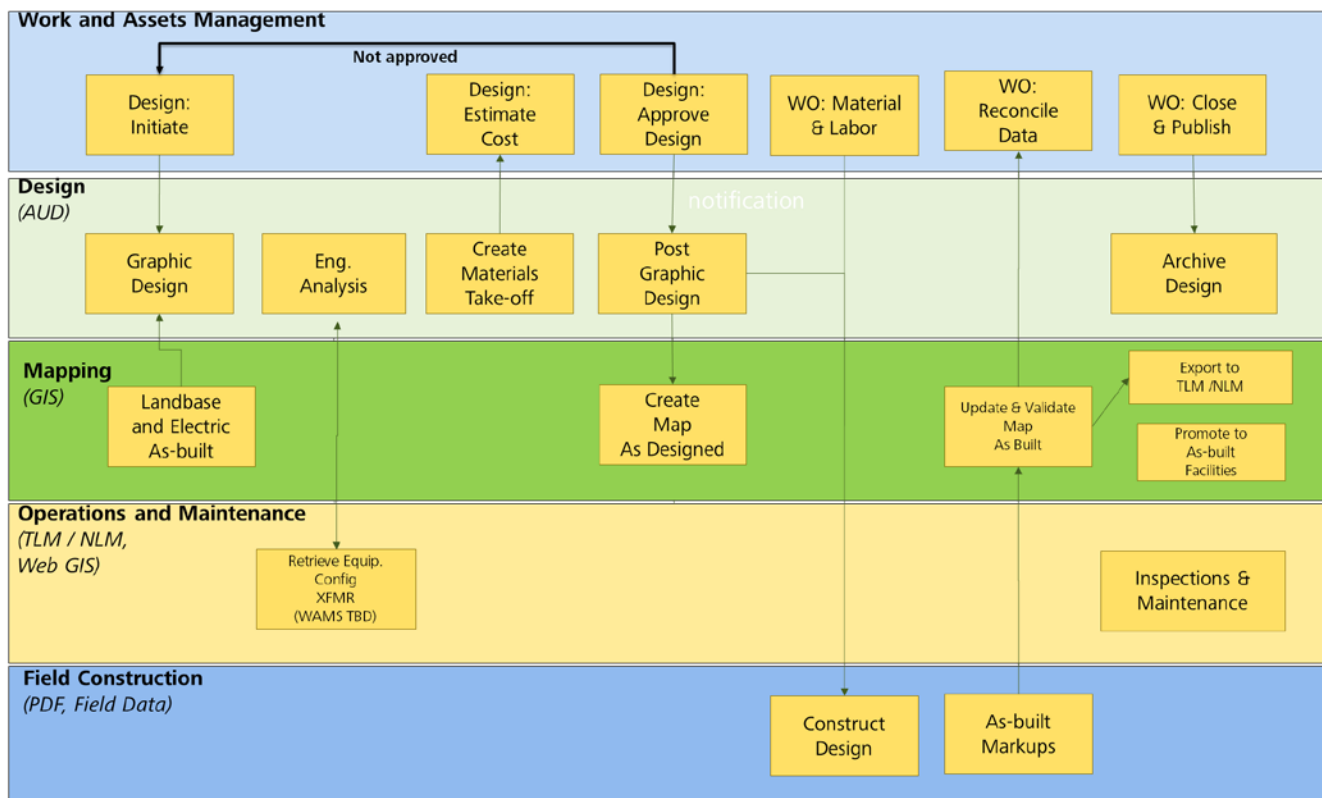 Work and Assets Management
Not approved
Design:
Initiate
Design:
Estimate
Cost
Design:
Approve
Design
WO: Material
& Labor
WO:
Reconcile
Data
WO: Close
& Publish
Design
(AUD)
notification
Graphic
Design
Eng.
Analysis
Create
Materials
Take-off
Post
Graphic
Design
Archive
Design
Mapping
(GIS)
Landbase
and Electric
As-built
Create
Map
As Designed
Update & Validate
Map
As Built
Export to
TLM /NLM
Promote to
As-built
Facilities
Operations and Maintenance
(TLM / NLM,
Web GIS)
Retrieve Equip.
Config
XFMR
(WAMS TBD)
Inspections &
Maintenance
Field Construction
(PDF, Field Data)
Construct
Design
As-built
Markups